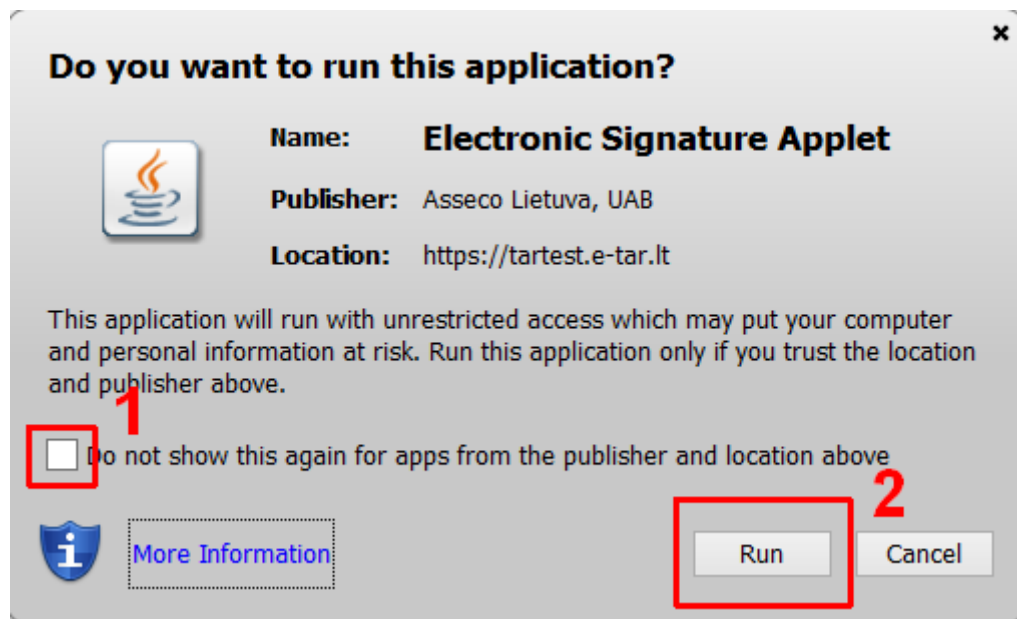 Do you want to run this application?
Name: Electronic Signature Applet
Publisher: Asseco Lietuva, UAB
Location: https://tartest.e-tar.lt
This application will run with unrestricted access which may put your computer
and personal information at risk. Run this application only if you trust the location
and publisher above.
1
Do not show this again for apps from the publisher and location above
2
More Information Run Cancel